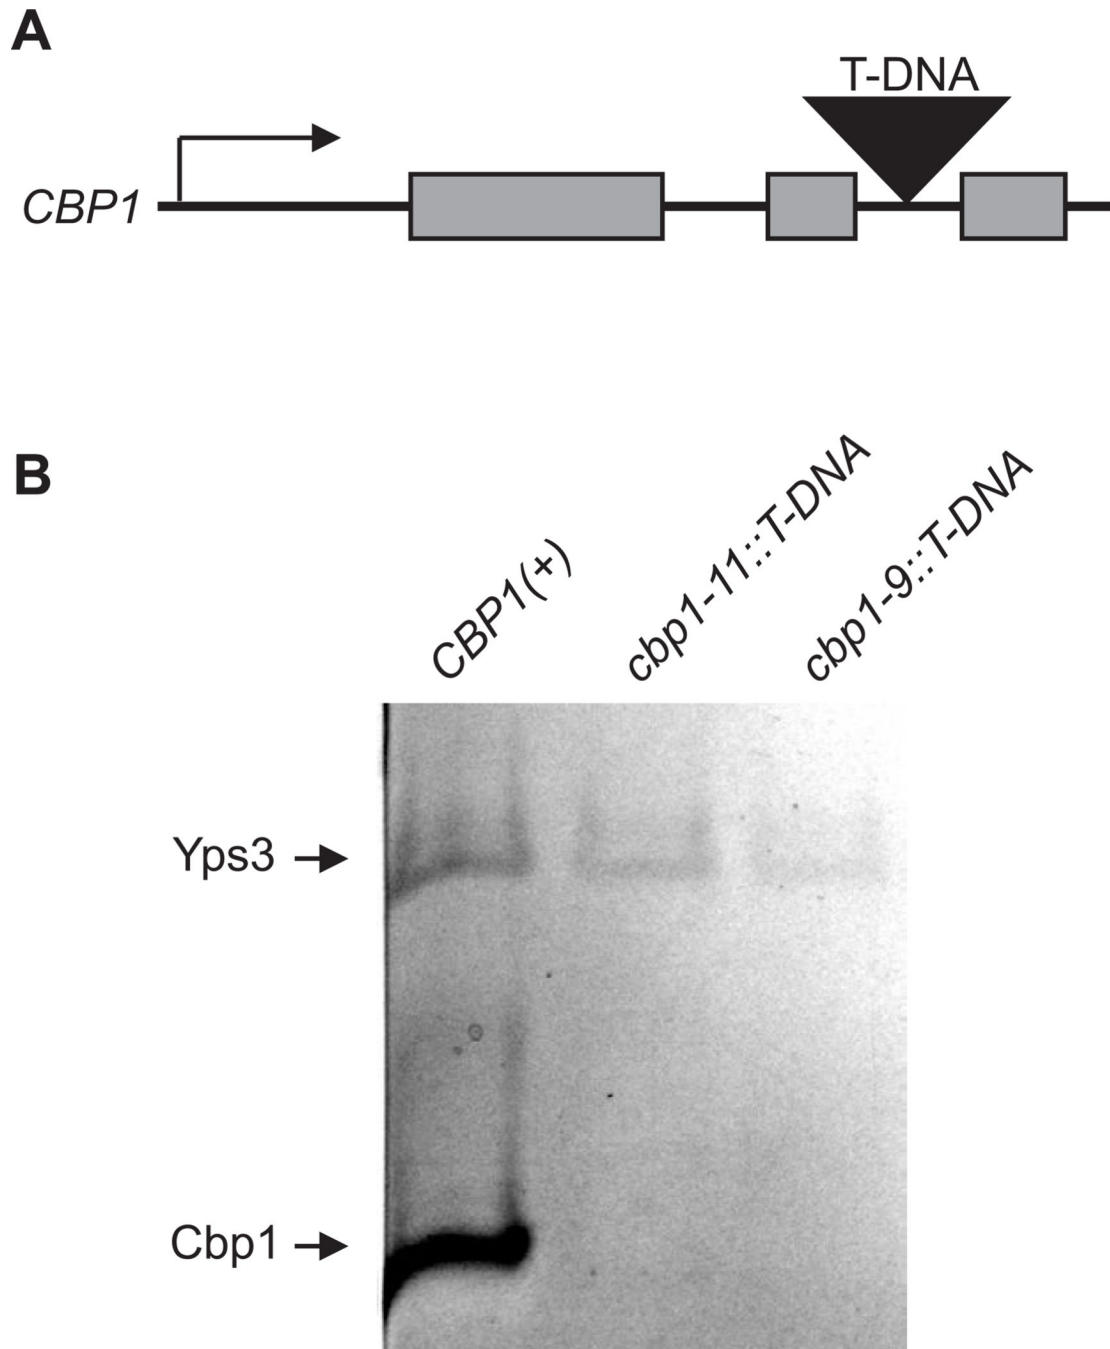 A
T-DNA
CBP1
B
CBP1(+)
cbp1-11::T-DNA
cbp1-9::T-DNA
Yps3
Cbp1